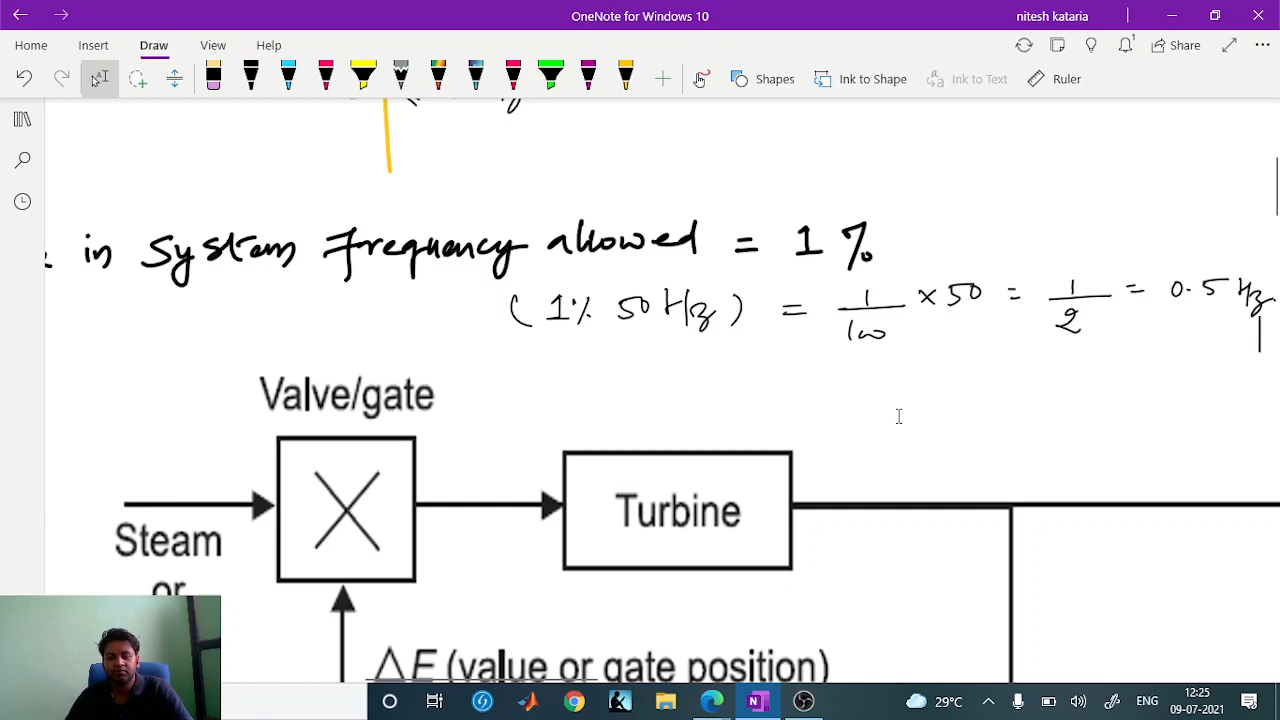 OneNote for Windows 10
nitesh kataria
Home Insert Draw View Help
Share
Shapes Ink to Shape Ink to Text Ruler
in System frequency allowed = 1 %
( 1% 50 Hz ) = 1/100 × 50 = 1/2 = 0.5 Hz
Valve/gate
Turbine
Steam
or
△E (value or gate position)
29°C
ENG
12:25
09-07-2021